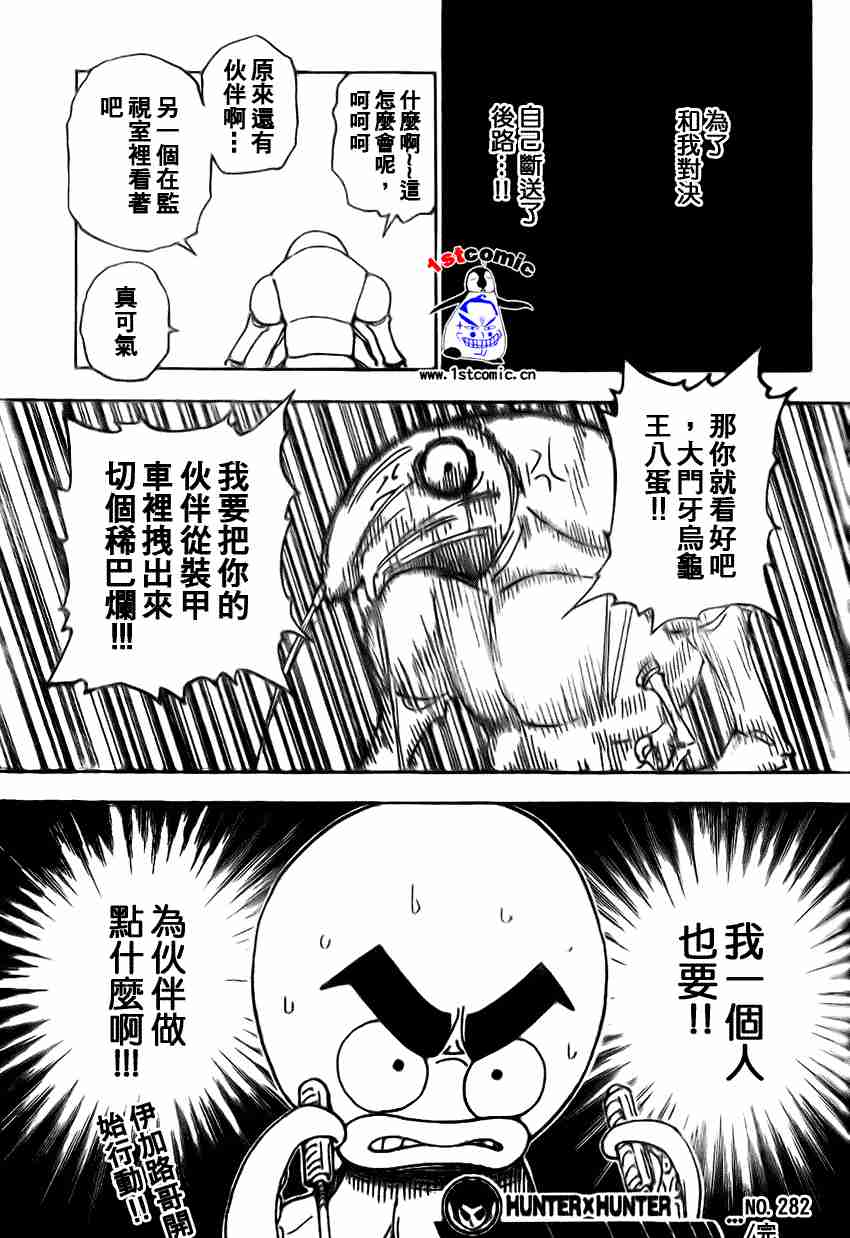 為了
和我對決
自己斷送了
後路…!!
什麼啊~~這
怎麼會呢，
呵呵呵
原來還有
伙伴啊…
另一個在監
視室裡看著
吧
真可氣
1stcomic
www.1stcomic.cn
那你就看好吧
，大門牙烏龜
王八蛋!!
我要把你的
伙伴從裝甲
車裡拽出來
切個稀巴爛!!!
我一個人
也要!!
為伙伴做
點什麼啊!!!
伊加路哥開
始行動!!
HUNTER×HUNTER
NO. 282
…/完